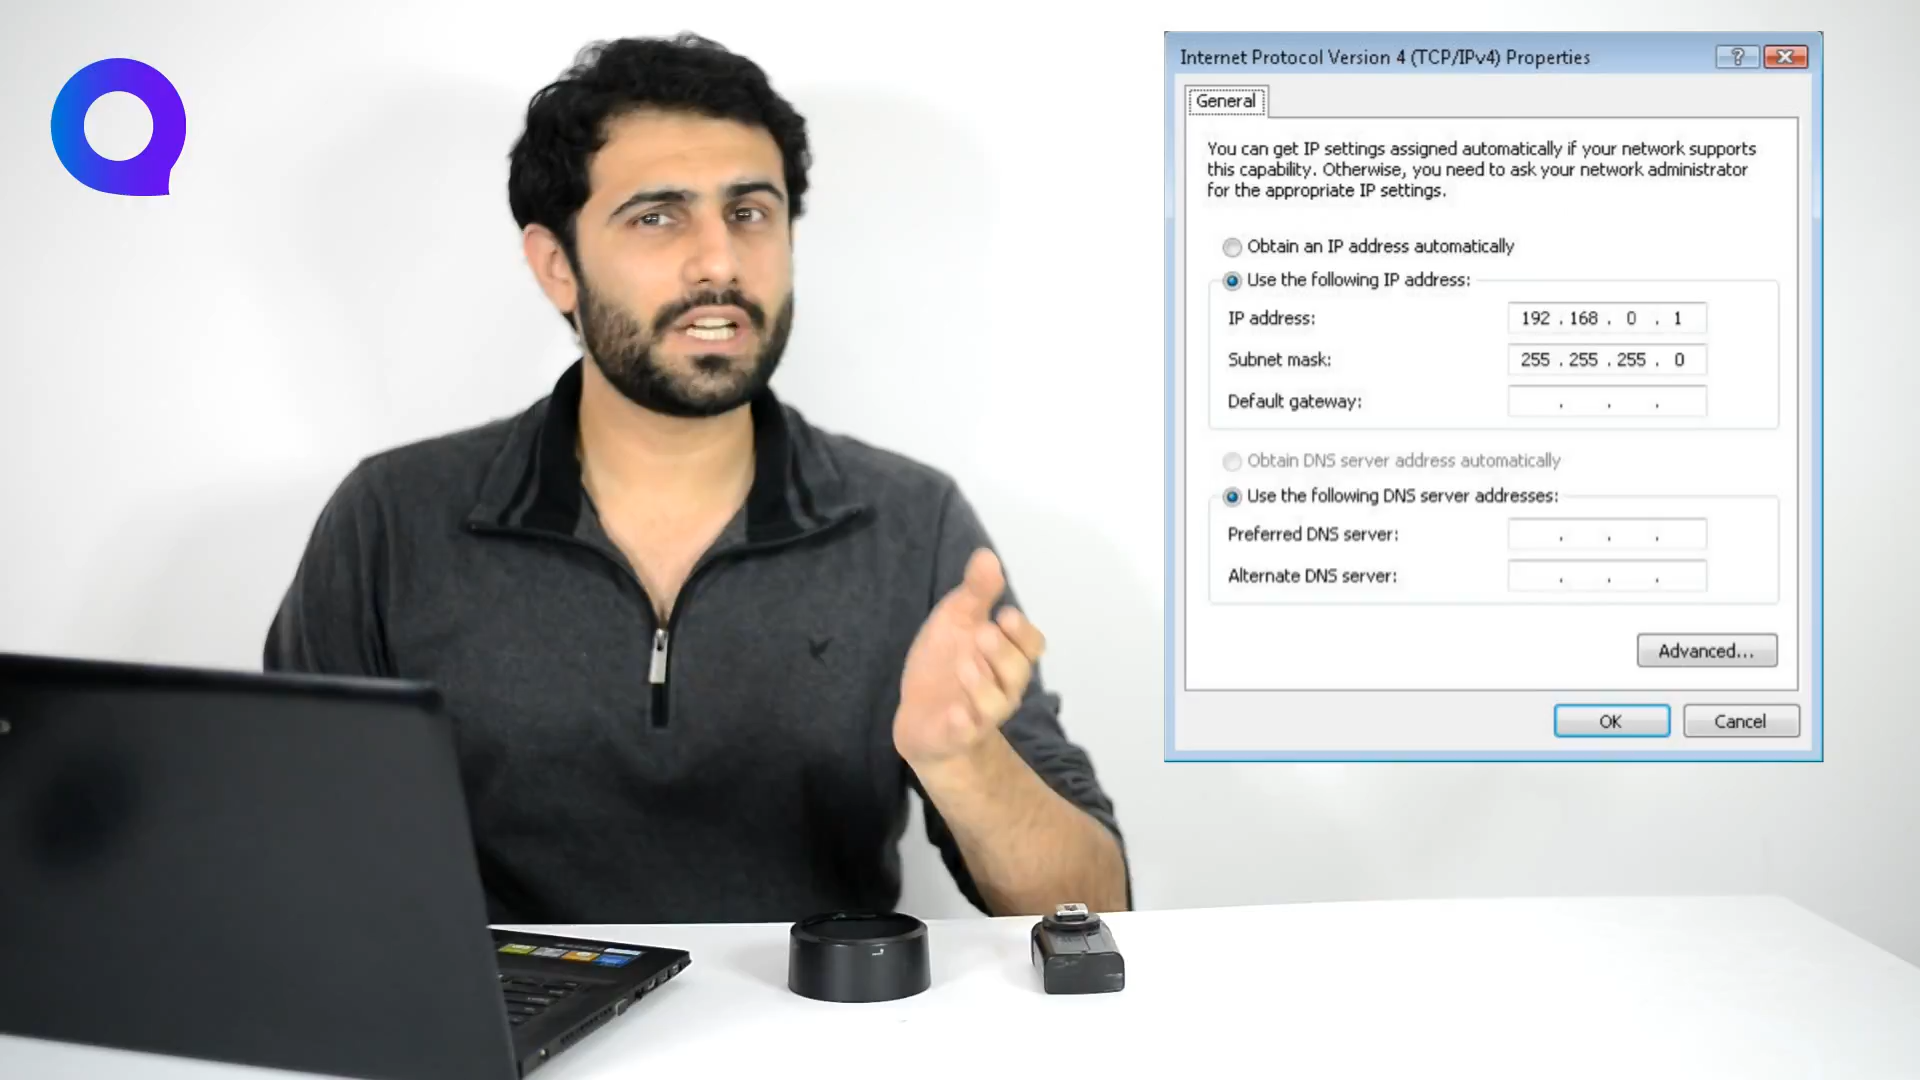 Internet Protocol Version 4 (TCP/IPv4) Properties
General
You can get IP settings assigned automatically if your network supports
this capability. Otherwise, you need to ask your network administrator
for the appropriate IP settings.
Obtain an IP address automatically
Use the following IP address:
IP address: 192 . 168 . 0 . 1
Subnet mask: 255 . 255 . 255 . 0
Default gateway: . . .
Obtain DNS server address automatically
Use the following DNS server addresses:
Preferred DNS server: . . .
Alternate DNS server: . . .
Advanced...
OK Cancel